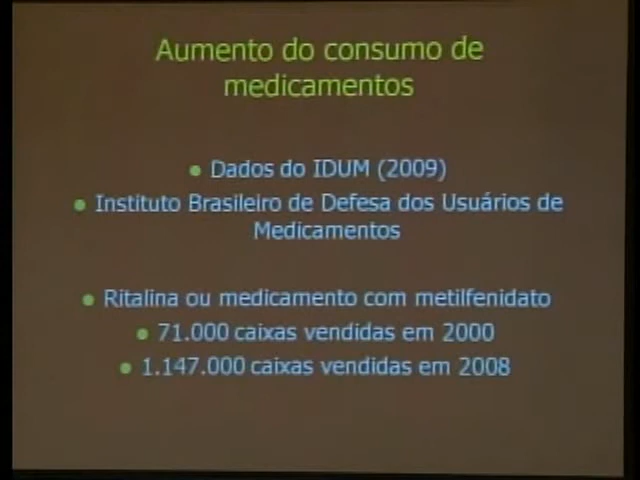 Aumento do consumo de
medicamentos
• Dados do IDUM (2009)
• Instituto Brasileiro de Defesa dos Usuários de
Medicamentos
• Ritalina ou medicamento com metilfenidato
• 71.000 caixas vendidas em 2000
• 1.147.000 caixas vendidas em 2008